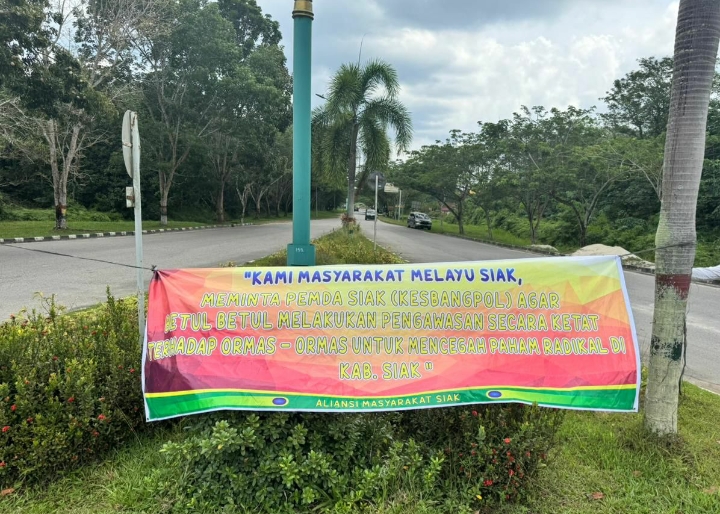 "KAMI MASYARAKAT MELAYU SIAK,
MEMINTA PEMDA SIAK (KESBANGPOL) AGAR
BETUL BETUL MELAKUKAN PENGAWASAN SECARA KETAT
TERHADAP ORMAS - ORMAS UNTUK MENCEGAH PAHAM RADIKAL DI
KAB. SIAK "
ALIANSI MASYARAKAT SIAK